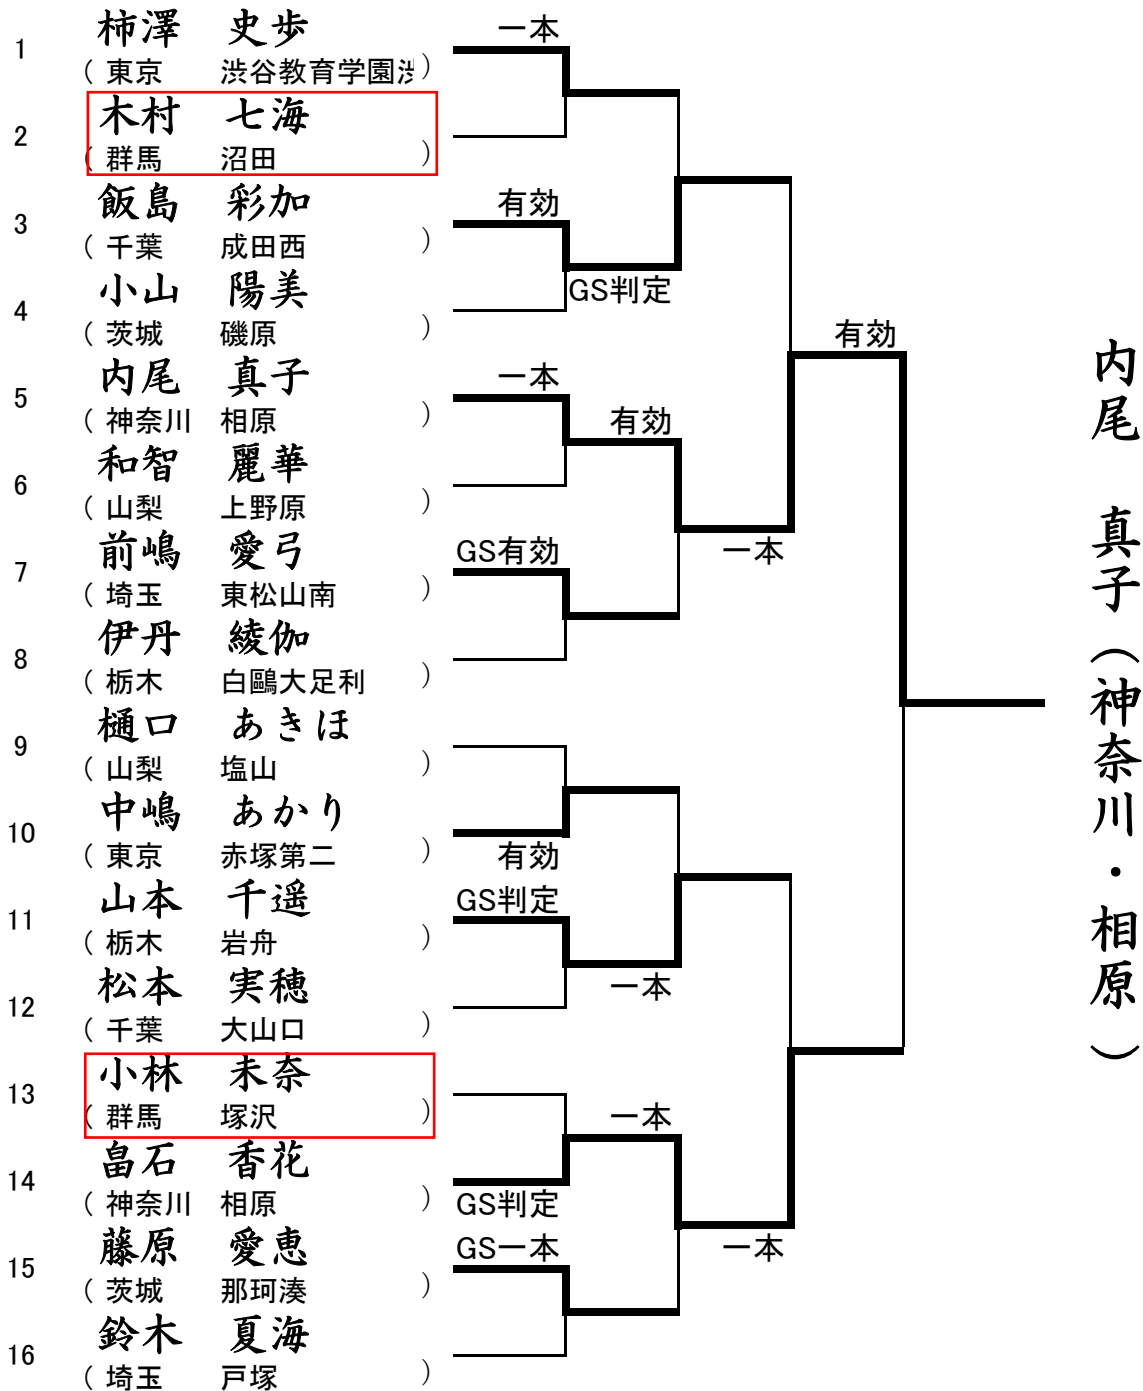 1 柿澤 史歩 一本
( 東京 渋谷教育学園渋 )
2 木村 七海
( 群馬 沼田 )
3 飯島 彩加 有効
( 千葉 成田西 )
4 小山 陽美 GS判定
( 茨城 磯原 )
有効
5 内尾 真子 一本
( 神奈川 相原 ) 有効
6 和智 麗華
( 山梨 上野原 )
7 前嶋 愛弓 GS有効 一本
( 埼玉 東松山南 )
8 伊丹 綾伽
( 栃木 白鷗大足利 )
9 樋口 あきほ
( 山梨 塩山 )
10 中嶋 あかり
( 東京 赤塚第二 ) 有効
11 山本 千遥 GS判定
( 栃木 岩舟 )
12 松本 実穂 一本
( 千葉 大山口 )
13 小林 未奈
( 群馬 塚沢 ) 一本
14 畠石 香花
( 神奈川 相原 ) GS判定
15 藤原 愛恵 GS一本 一本
( 茨城 那珂湊 )
16 鈴木 夏海
( 埼玉 戸塚 )
内尾 真子(神奈川・相原)